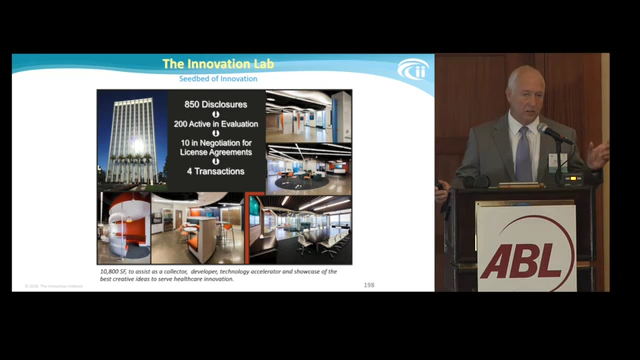 The Innovation Lab
Seedbed of Innovation
850 Disclosures
200 Active in Evaluation
10 in Negotiation for
License Agreements
4 Transactions
10,800 SF, to assist as a collector, developer, technology accelerator and showcase of the
best creative ideas to serve healthcare innovation.
198
ABL